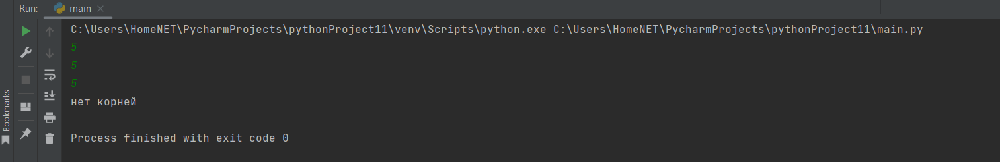 Run: main
C:\Users\HomeNET\PycharmProjects\pythonProject11\venv\Scripts\python.exe C:\Users\HomeNET\PycharmProjects\pythonProject11\main.py
5
5
5
нет корней
Process finished with exit code 0
Bookmarks